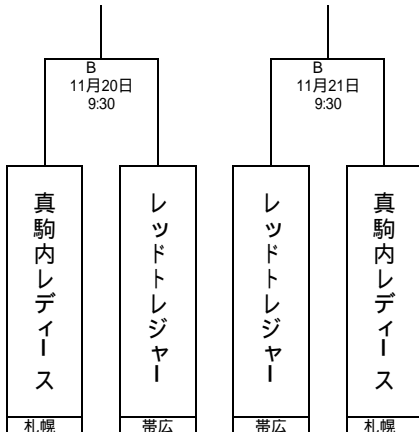 B
11月20日
9:30
B
11月21日
9:30
真駒内レディース
レッドトレジャー
レッドトレジャー
真駒内レディース
札幌
帯広
帯広
札幌